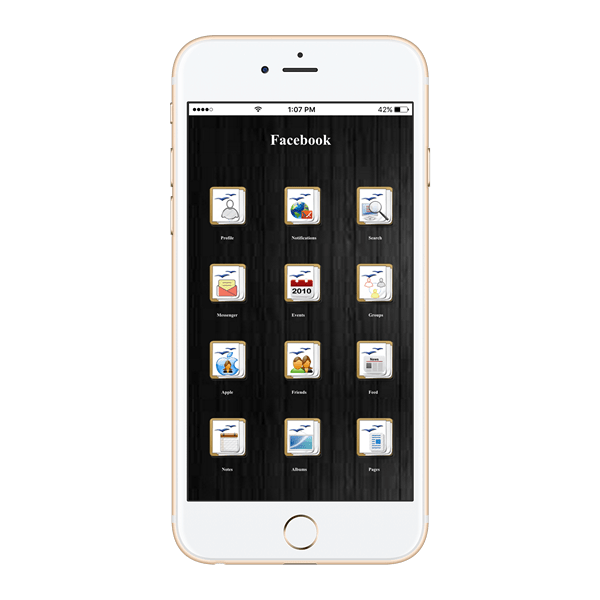 1:07 PM
42%
Facebook
Profile
Notifications
Search
Messenger
2010
Events
Groups
Apple
Friends
News
Feed
Notes
Albums
Pages